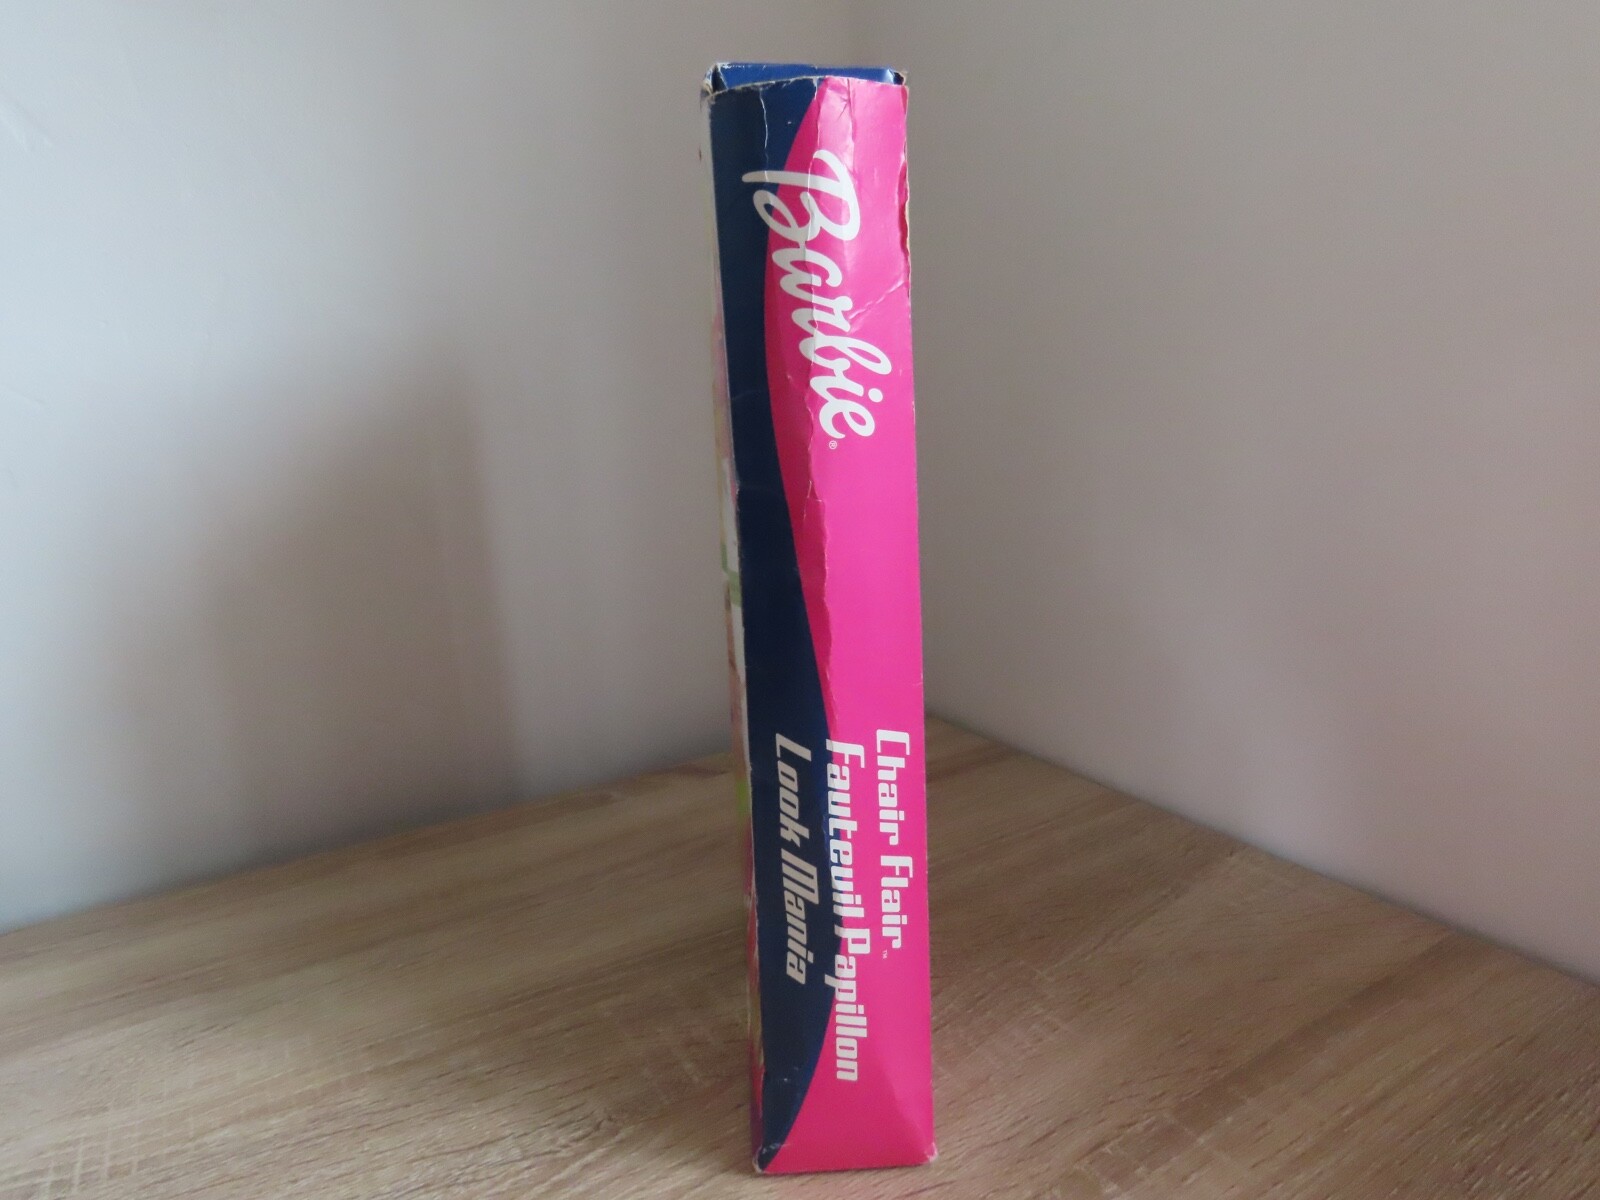 Barbie®
Chair Flair™
Fauteuil Papillon
Look Mania